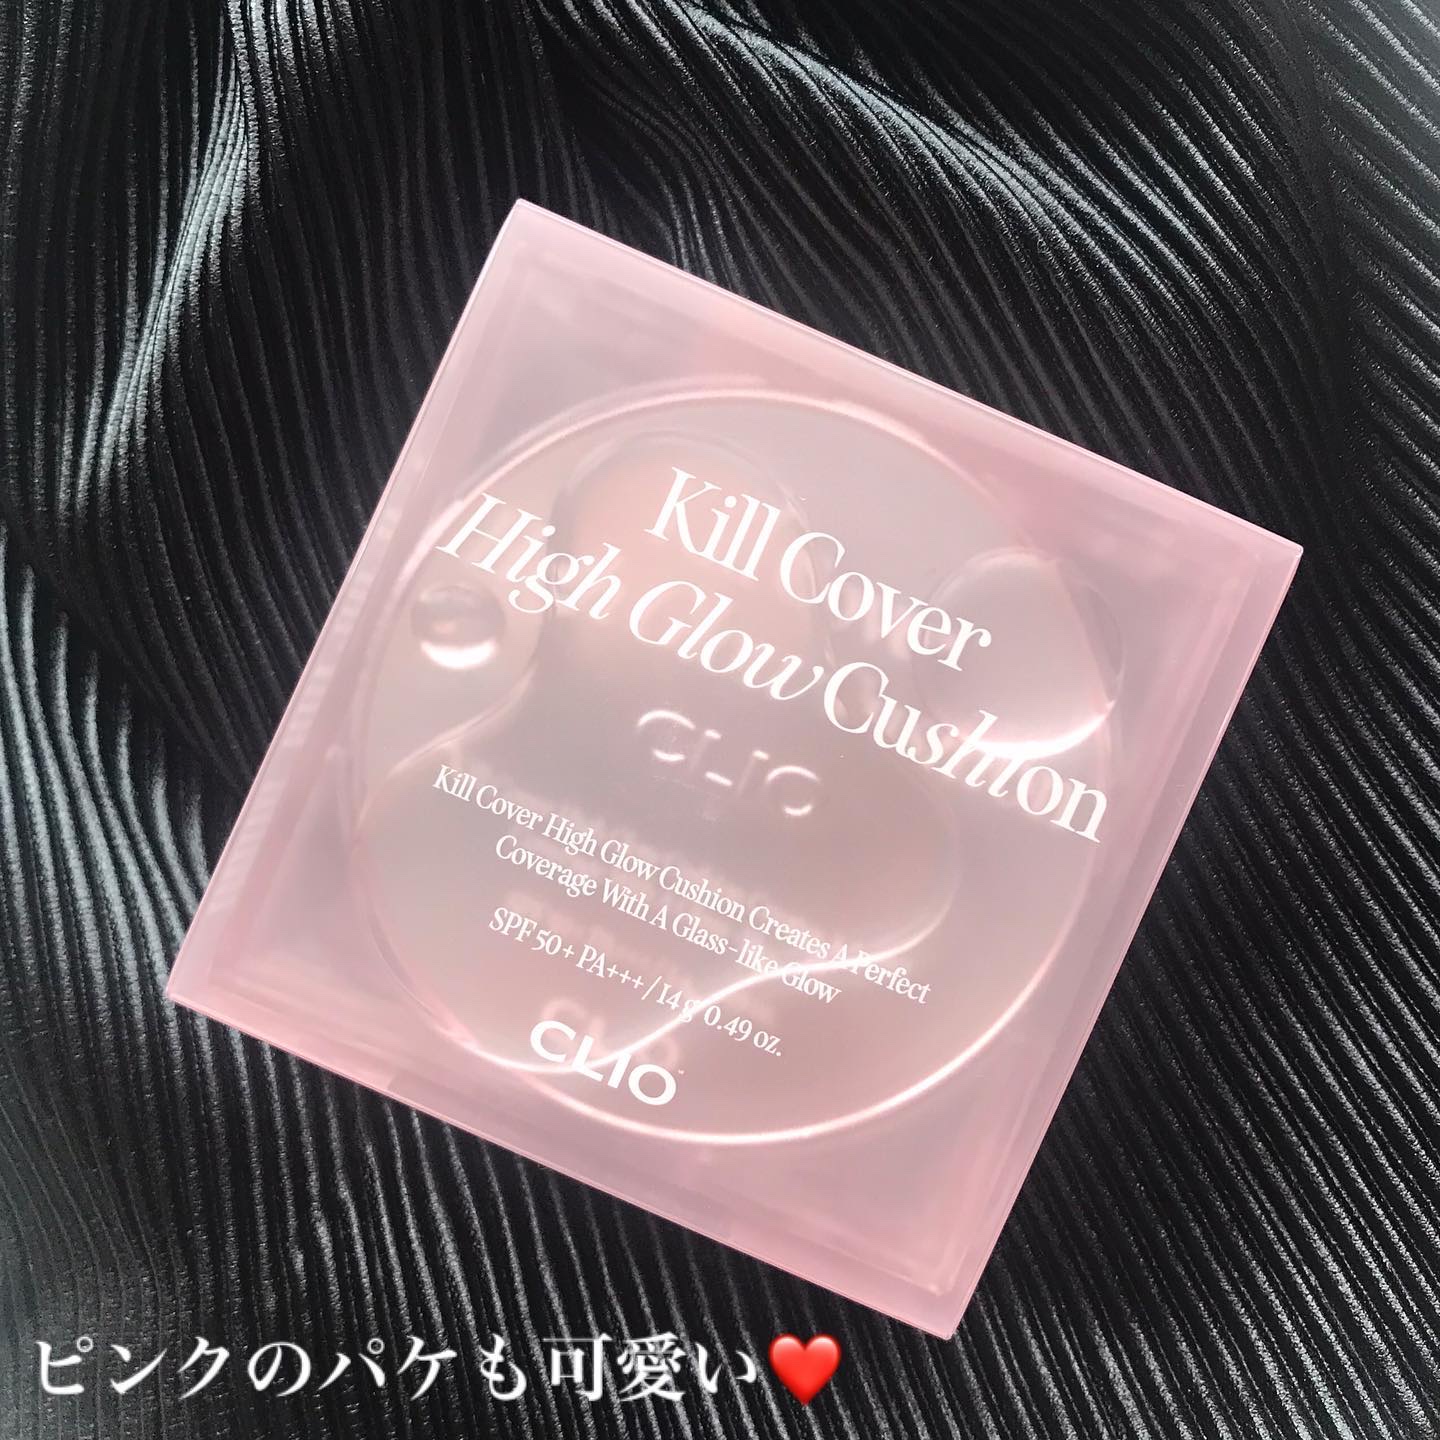 Kill Cover
High Glow Cushion
CLIO
Kill Cover High Glow Cushion Creates A Perfect
Coverage With A Glass-like Glow
SPF 50+ PA+++ / 14 g 0.49 oz.
CLIO
ピンクのパケも可愛い❤️